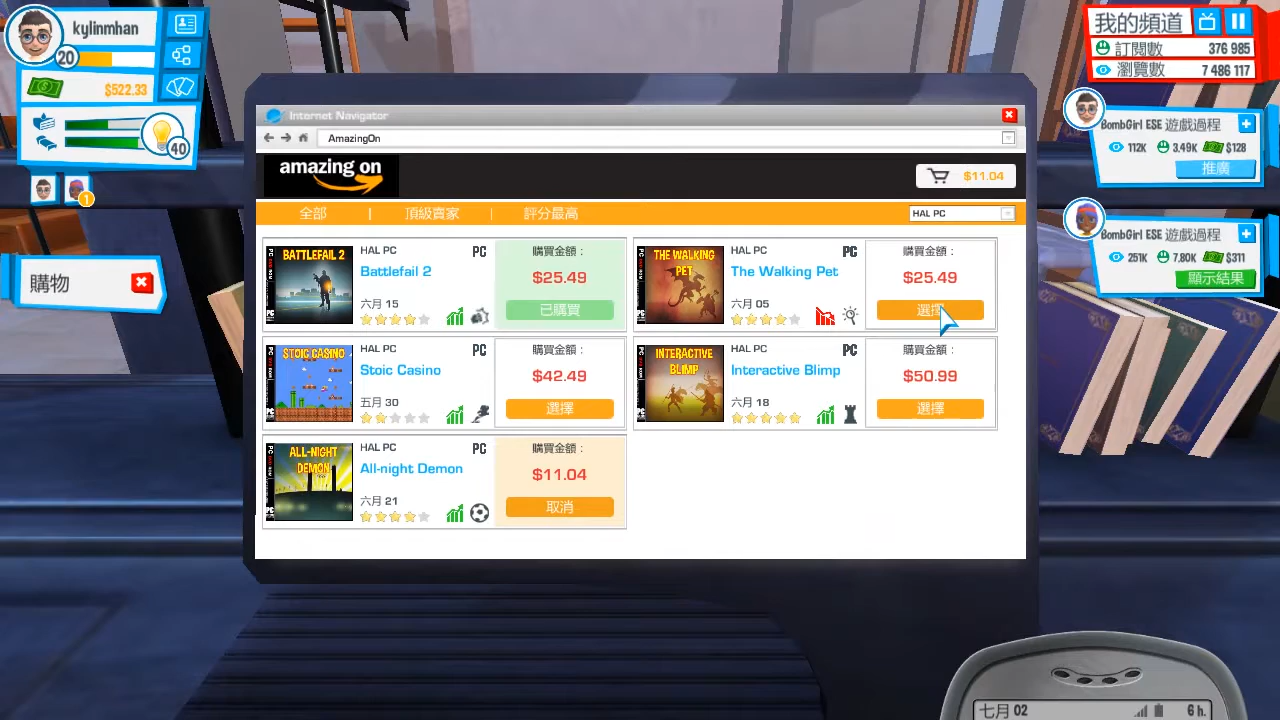 kylinmhan
20
$522.33
40
1
購物
我的頻道
訂閱數 376 985
瀏覽數 7 486 117
BombGirl ESE 遊戲過程
112K 3.49K $128
推廣
BombGirl ESE 遊戲過程
251K 7.80K $311
顯示結果
Internet Navigator
AmazingOn
amazing on
$11.04
全部 | 頂級賣家 | 評分最高
HAL PC
BATTLEFAIL 2
HAL PC PC
Battlefail 2
六月 15
購買金額：
$25.49
已購買
THE WALKING PET
HAL PC PC
The Walking Pet
六月 05
購買金額：
$25.49
選擇
STOIC CASINO
HAL PC PC
Stoic Casino
五月 30
購買金額：
$42.49
選擇
INTERACTIVE BLIMP
HAL PC PC
Interactive Blimp
六月 18
購買金額：
$50.99
選擇
ALL-NIGHT DEMON
HAL PC PC
All-night Demon
六月 21
購買金額：
$11.04
取消
七月 02 6 h.